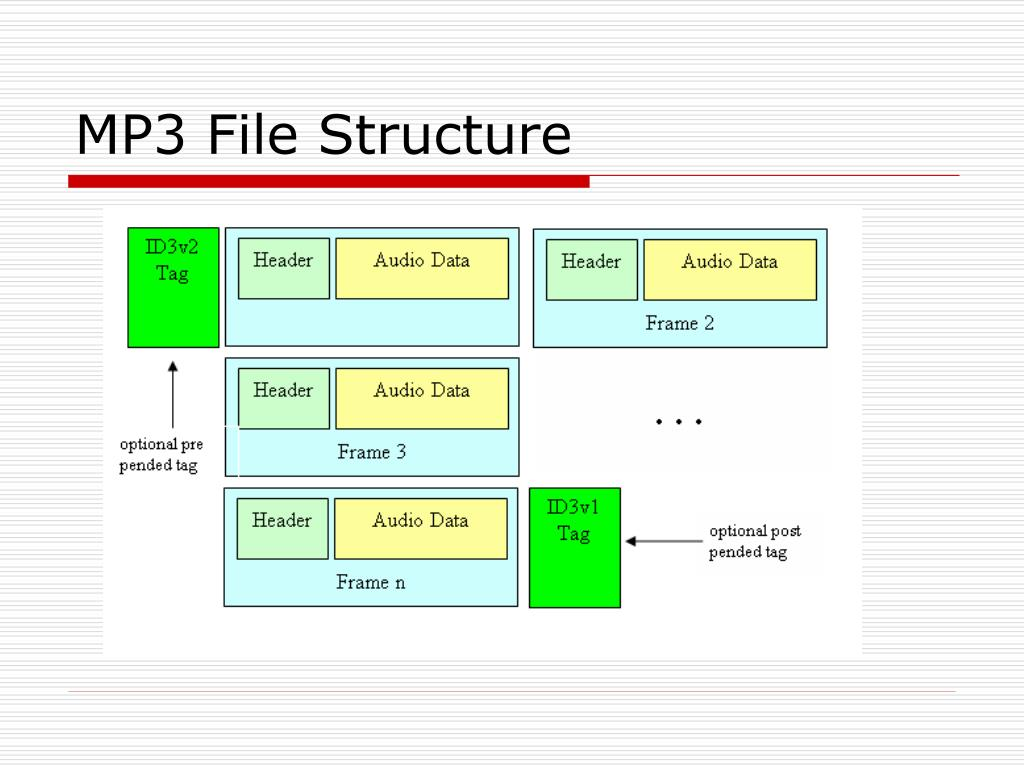 MP3 File Structure
ID3v2
Tag
Header
Audio Data
Header
Audio Data
Frame 2
optional pre
pended tag
Header
Audio Data
Frame 3
. . .
Header
Audio Data
Frame n
ID3v1
Tag
optional post
pended tag